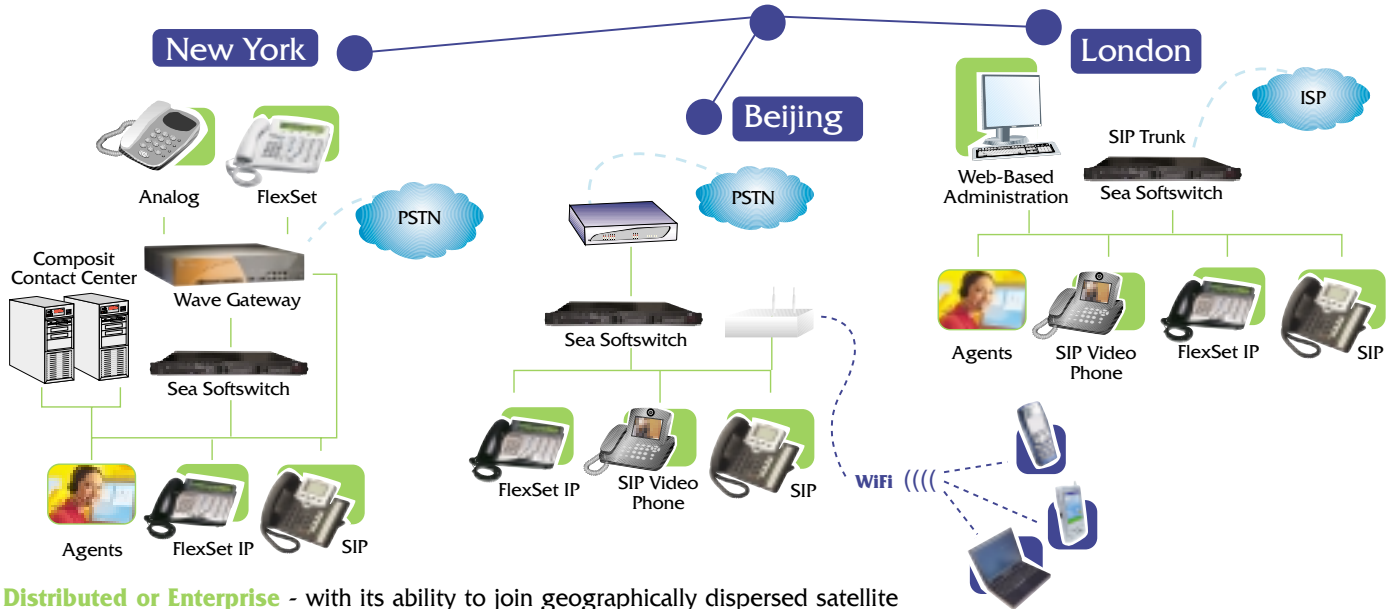 New York
London
Beijing
ISP
SIP Trunk
Analog
FlexSet
PSTN
PSTN
Web-Based
Administration
Sea Softswitch
Composit
Contact Center
Wave Gateway
Sea Softswitch
Sea Softswitch
Agents
SIP Video
Phone
FlexSet IP
SIP
FlexSet IP
SIP Video
Phone
SIP
WiFi
Agents
FlexSet IP
SIP
Distributed or Enterprise - with its ability to join geographically dispersed satellite